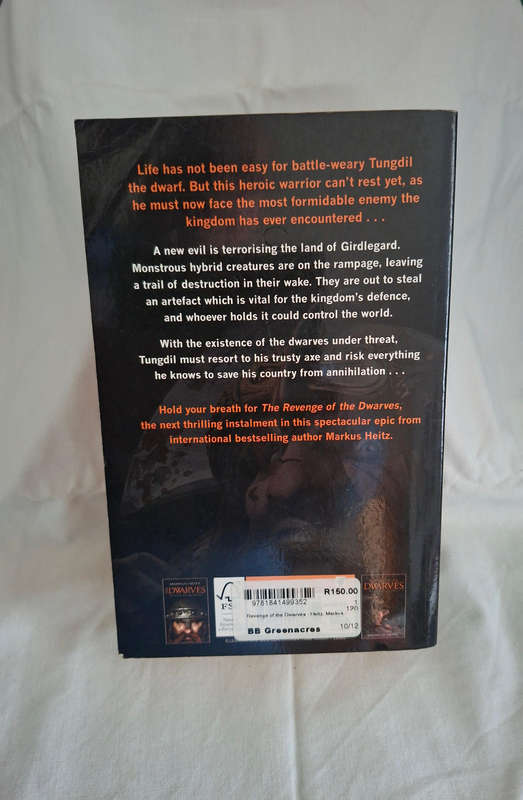 Life has not been easy for battle-weary Tungdil
the dwarf. But this heroic warrior can't rest yet, as
he must now face the most formidable enemy the
kingdom has ever encountered . . .
A new evil is terrorising the land of Girdlegard.
Monstrous hybrid creatures are on the rampage, leaving
a trail of destruction in their wake. They are out to steal
an artefact which is vital for the kingdom's defence,
and whoever holds it could control the world.
With the existence of the dwarves under threat,
Tungdil must resort to his trusty axe and risk everything
he knows to save his country from annihilation . . .
Hold your breath for The Revenge of the Dwarves,
the next thrilling instalment in this spectacular epic from
international bestselling author Markus Heitz.
DWARVES
FS
R150.00
9781841499352
1
120
Revenge of the Dwarves - Heitz, Markus
BB Greenacres
10/12
DWARVES